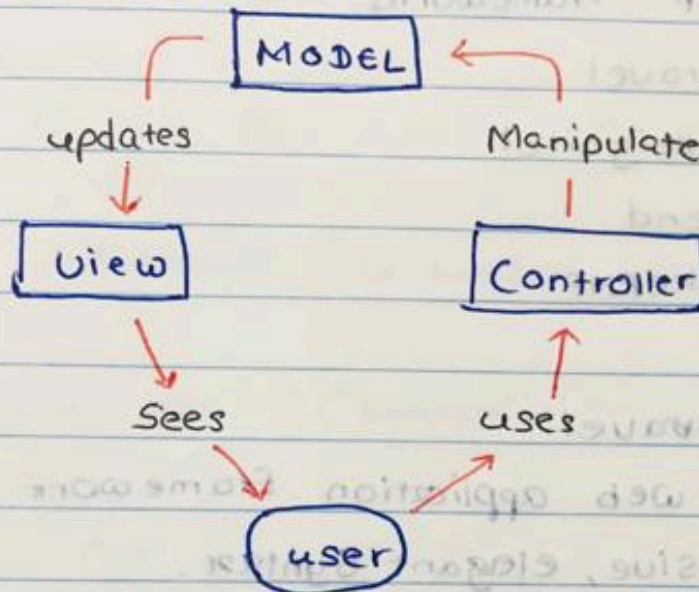 MODEL
updates Manipulate
View Controller
Sees uses
user